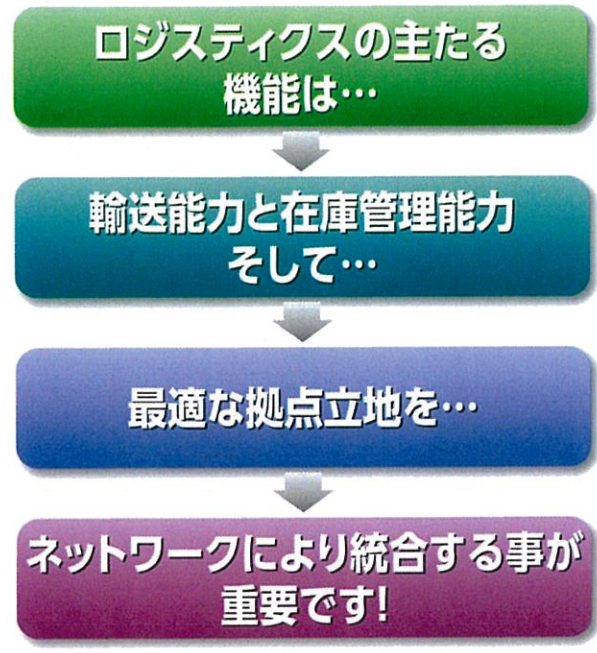 ロジスティクスの主たる
機能は…
輸送能力と在庫管理能力
そして…
最適な拠点立地を…
ネットワークにより統合する事が
重要です!